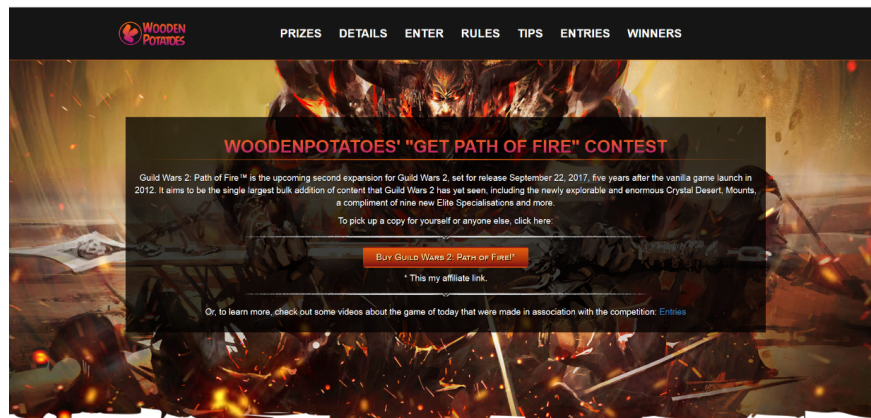 WOODEN
POTATOES
PRIZES DETAILS ENTER RULES TIPS ENTRIES WINNERS
WOODENPOTATOES' "GET PATH OF FIRE" CONTEST
Guild Wars 2: Path of Fire™ is the upcoming second expansion for Guild Wars 2, set for release September 22, 2017, five years after the vanilla game launch in
2012. It aims to be the single largest bulk addition of content that Guild Wars 2 has yet seen, including the newly explorable and enormous Crystal Desert, Mounts,
a compliment of nine new Elite Specialisations and more.
To pick up a copy for yourself or anyone else, click here:
Buy Guild Wars 2: Path of Fire!*
* This my affiliate link.
Or, to learn more, check out some videos about the game of today that were made in association with the competition: Entries